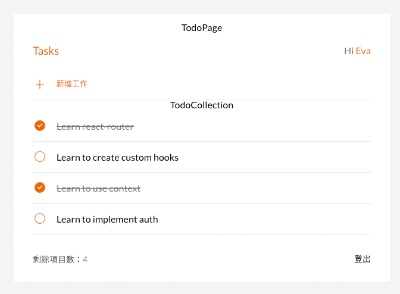 TodoPage
Tasks
Hi Eva
新增工作
TodoCollection
Learn react-router
Learn to create custom hooks
Learn to use context
Learn to implement auth
剩餘項目數：4
登出